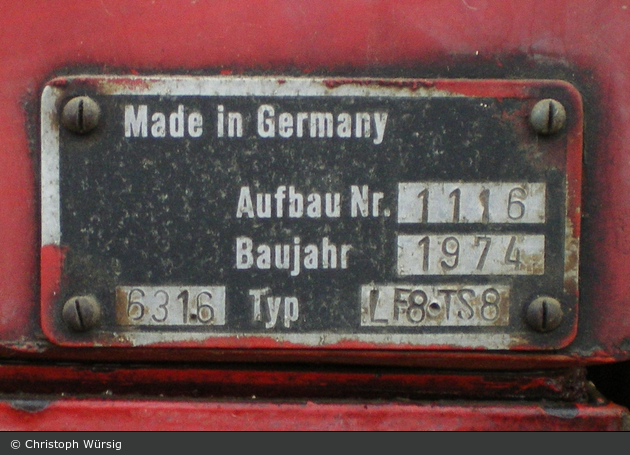 Made in Germany
Aufbau Nr. 1116
Baujahr 1974
6316 Typ LF8·TS8
© Christoph Würsig